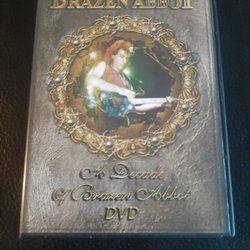 BRAZEN ABBOT
A Decade
Of Brazen Abbot
DVD